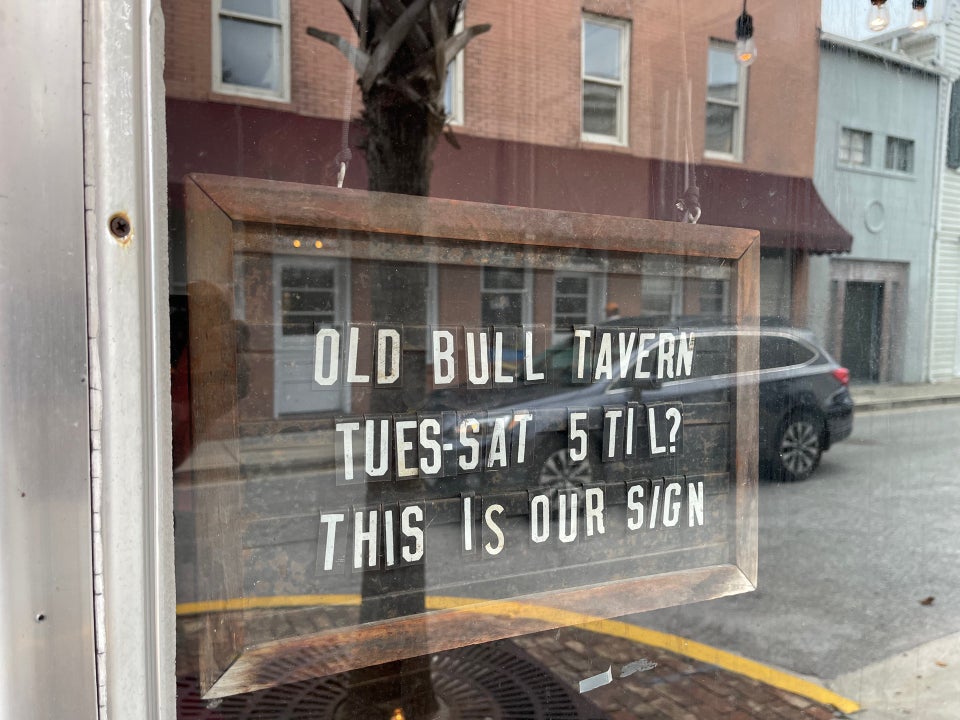 OLD BULL TAVERN
TUES-SAT 5 TIL?
THIS IS OUR SIGN